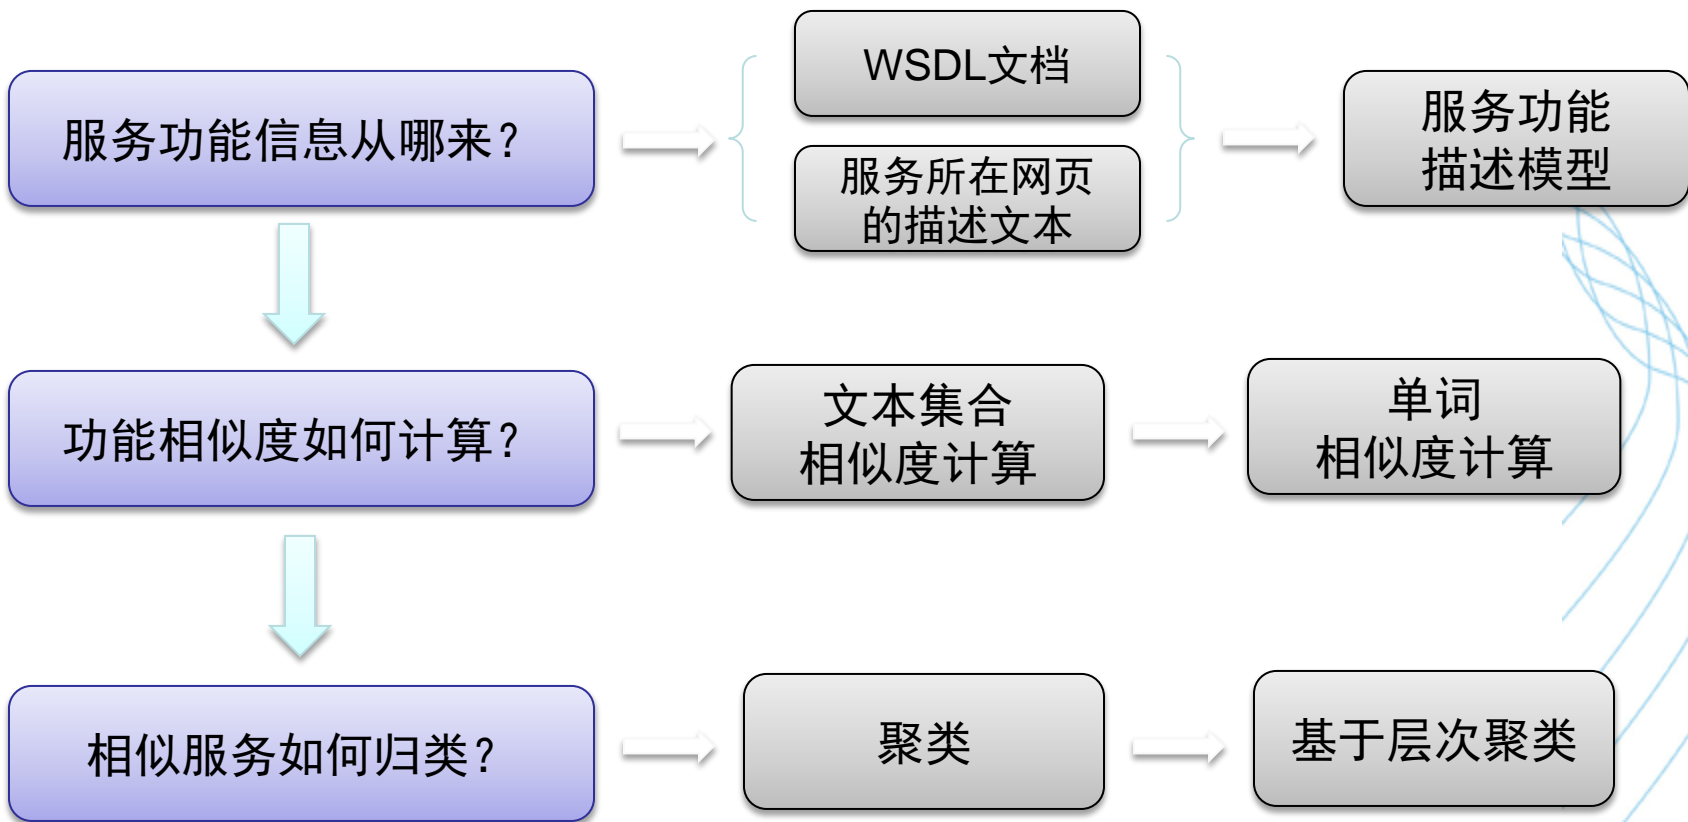 服务功能信息从哪来？
WSDL文档
服务所在网页
的描述文本
服务功能
描述模型
功能相似度如何计算？
文本集合
相似度计算
单词
相似度计算
相似服务如何归类？
聚类
基于层次聚类